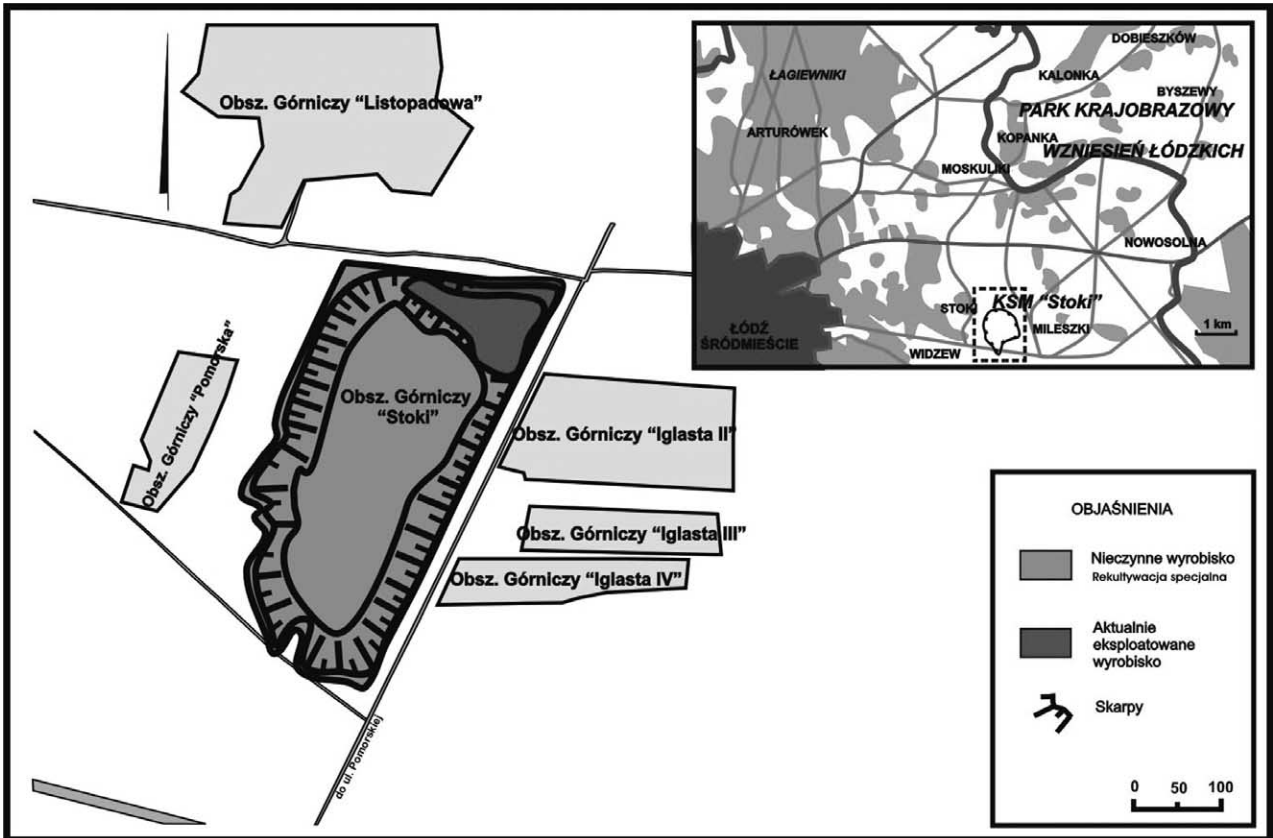 Obsz. Górniczy “Listopadowa”
Obsz. Górniczy “Pomorska”
Obsz. Górniczy
“Stoki”
Obsz. Górniczy “Iglasta II”
Obsz. Górniczy “Iglasta III”
Obsz. Górniczy “Iglasta IV”
do ul. Pomorskiej
DOBIESZKÓW
ŁAGIEWNIKI
KALONKA
BYSZEWY
PARK KRAJOBRAZOWY
ARTURÓWEK
KOPANKA
WZNIESIEŃ ŁÓDZKICH
MOSKULIKI
NOWOSOLNA
STOKI
KSM “Stoki”
MILESZKI
ŁÓDŹ
ŚRÓDMIEŚCIE
WIDZEW
1 km
OBJAŚNIENIA
Nieczynne wyrobisko
Rekultywacja specjalna
Aktualnie
eksploatowane
wyrobisko
Skarpy
0 50 100